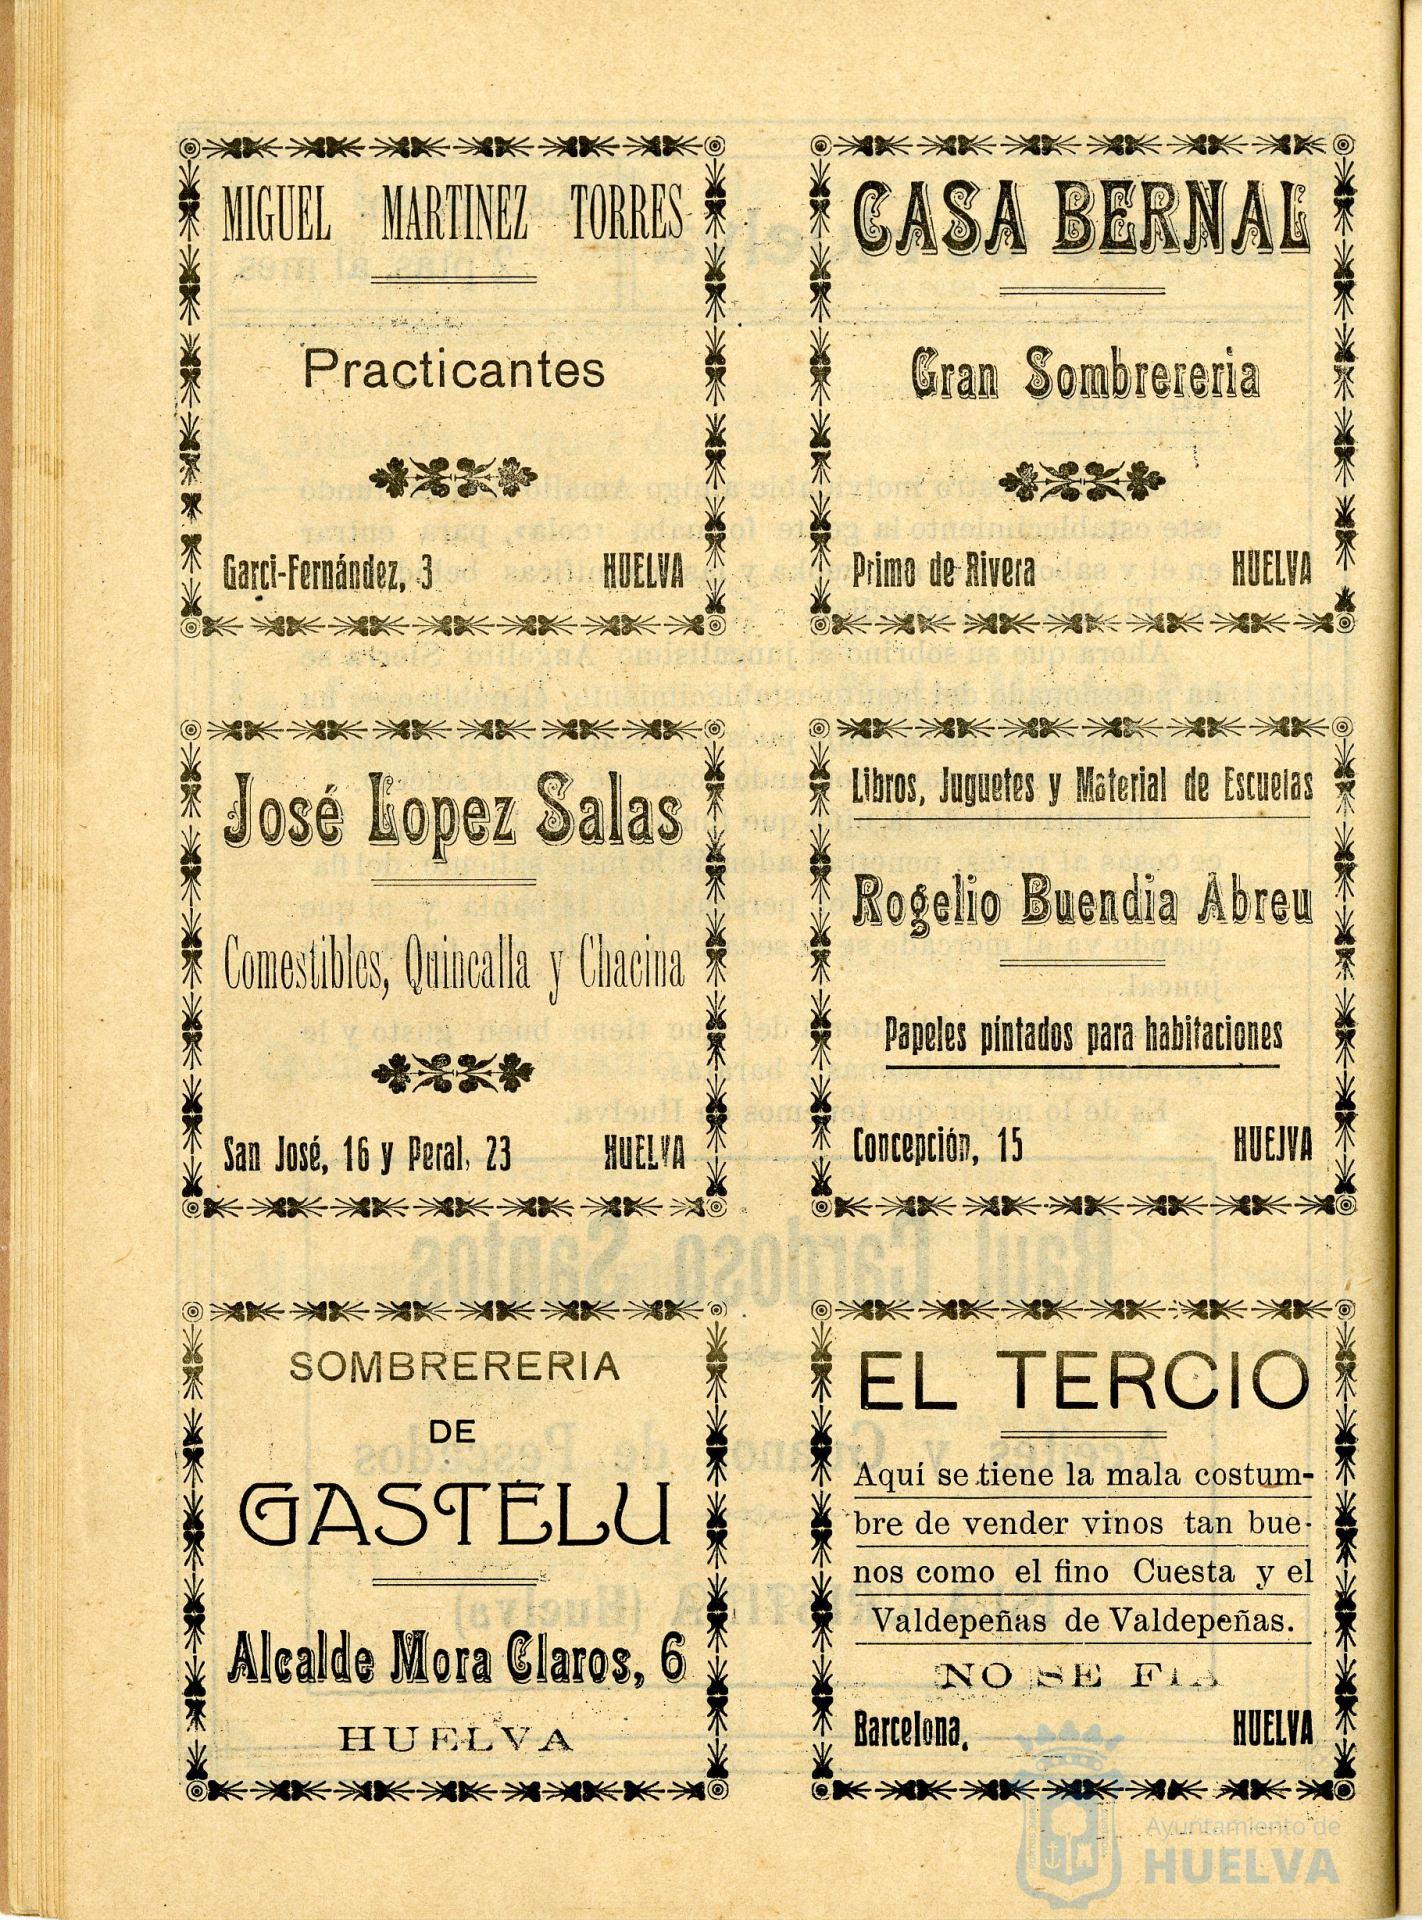 MIGUEL MARTINEZ TORRES
Practicantes
Garci-Fernández, 3 HUELVA
CASA BERNAL
Gran Sombrereria
Primo de Rivera HUELVA
José Lopez Salas
Comestibles, Quincalla y Chacina
San José, 16 y Peral, 23 HUELVA
Libros, Juguetes y Material de Escuelas
Rogelio Buendia Abreu
Papeles píntados para habitaciones
Concepción, 15 HUEJVA
SOMBRERERIA
DE
GASTELU
Alcalde Mora Claros, 6
HUELVA
EL TERCIO
Aquí se tiene la mala costum-
bre de vender vinos tan bue-
nos como el fino Cuesta y el
Valdepeñas de Valdepeñas.
NO SE FIA
Barcelona, HUELVA
Ayuntamiento de
HUELVA